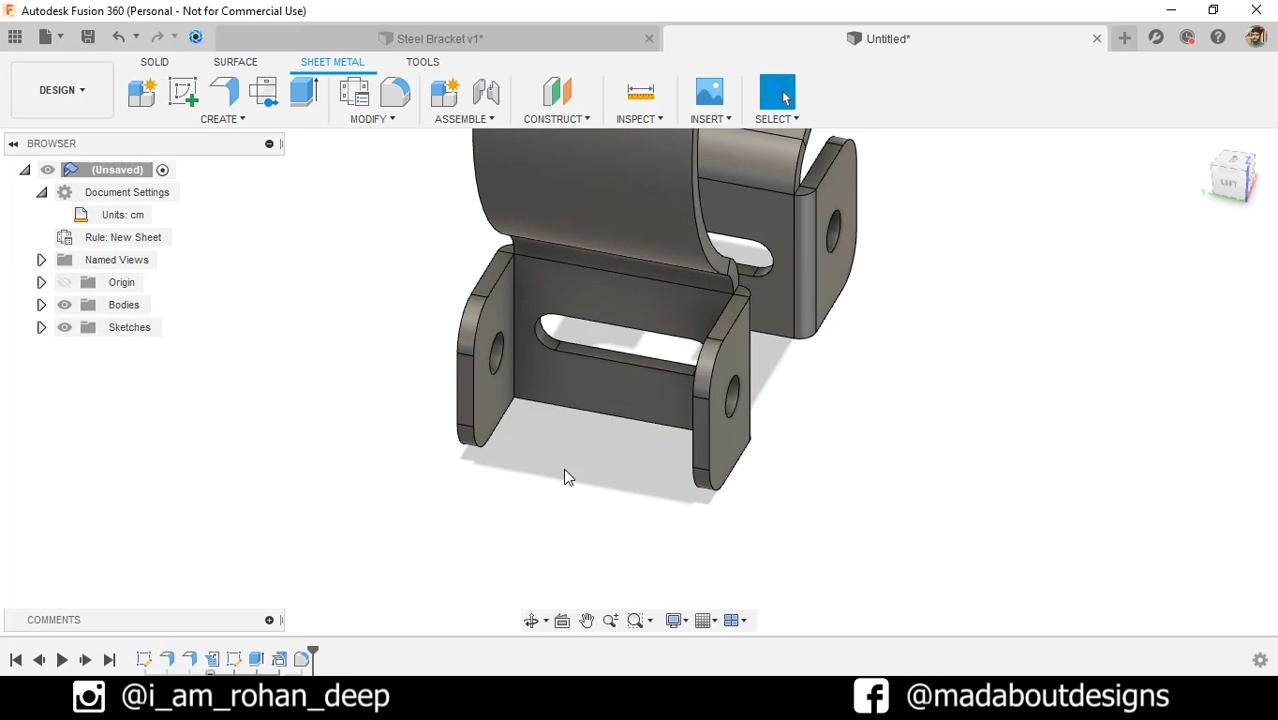 Autodesk Fusion 360 (Personal - Not for Commercial Use)
Steel Bracket v1*
Untitled*
SOLID SURFACE SHEET METAL TOOLS
DESIGN ▾
CREATE ▾ MODIFY ▾ ASSEMBLE ▾ CONSTRUCT ▾ INSPECT ▾ INSERT ▾ SELECT ▾
BROWSER
(Unsaved)
Document Settings
Units: cm
Rule: New Sheet
Named Views
Origin
Bodies
Sketches
LEFT
Z
Y
COMMENTS
@i_am_rohan_deep
@madaboutdesigns